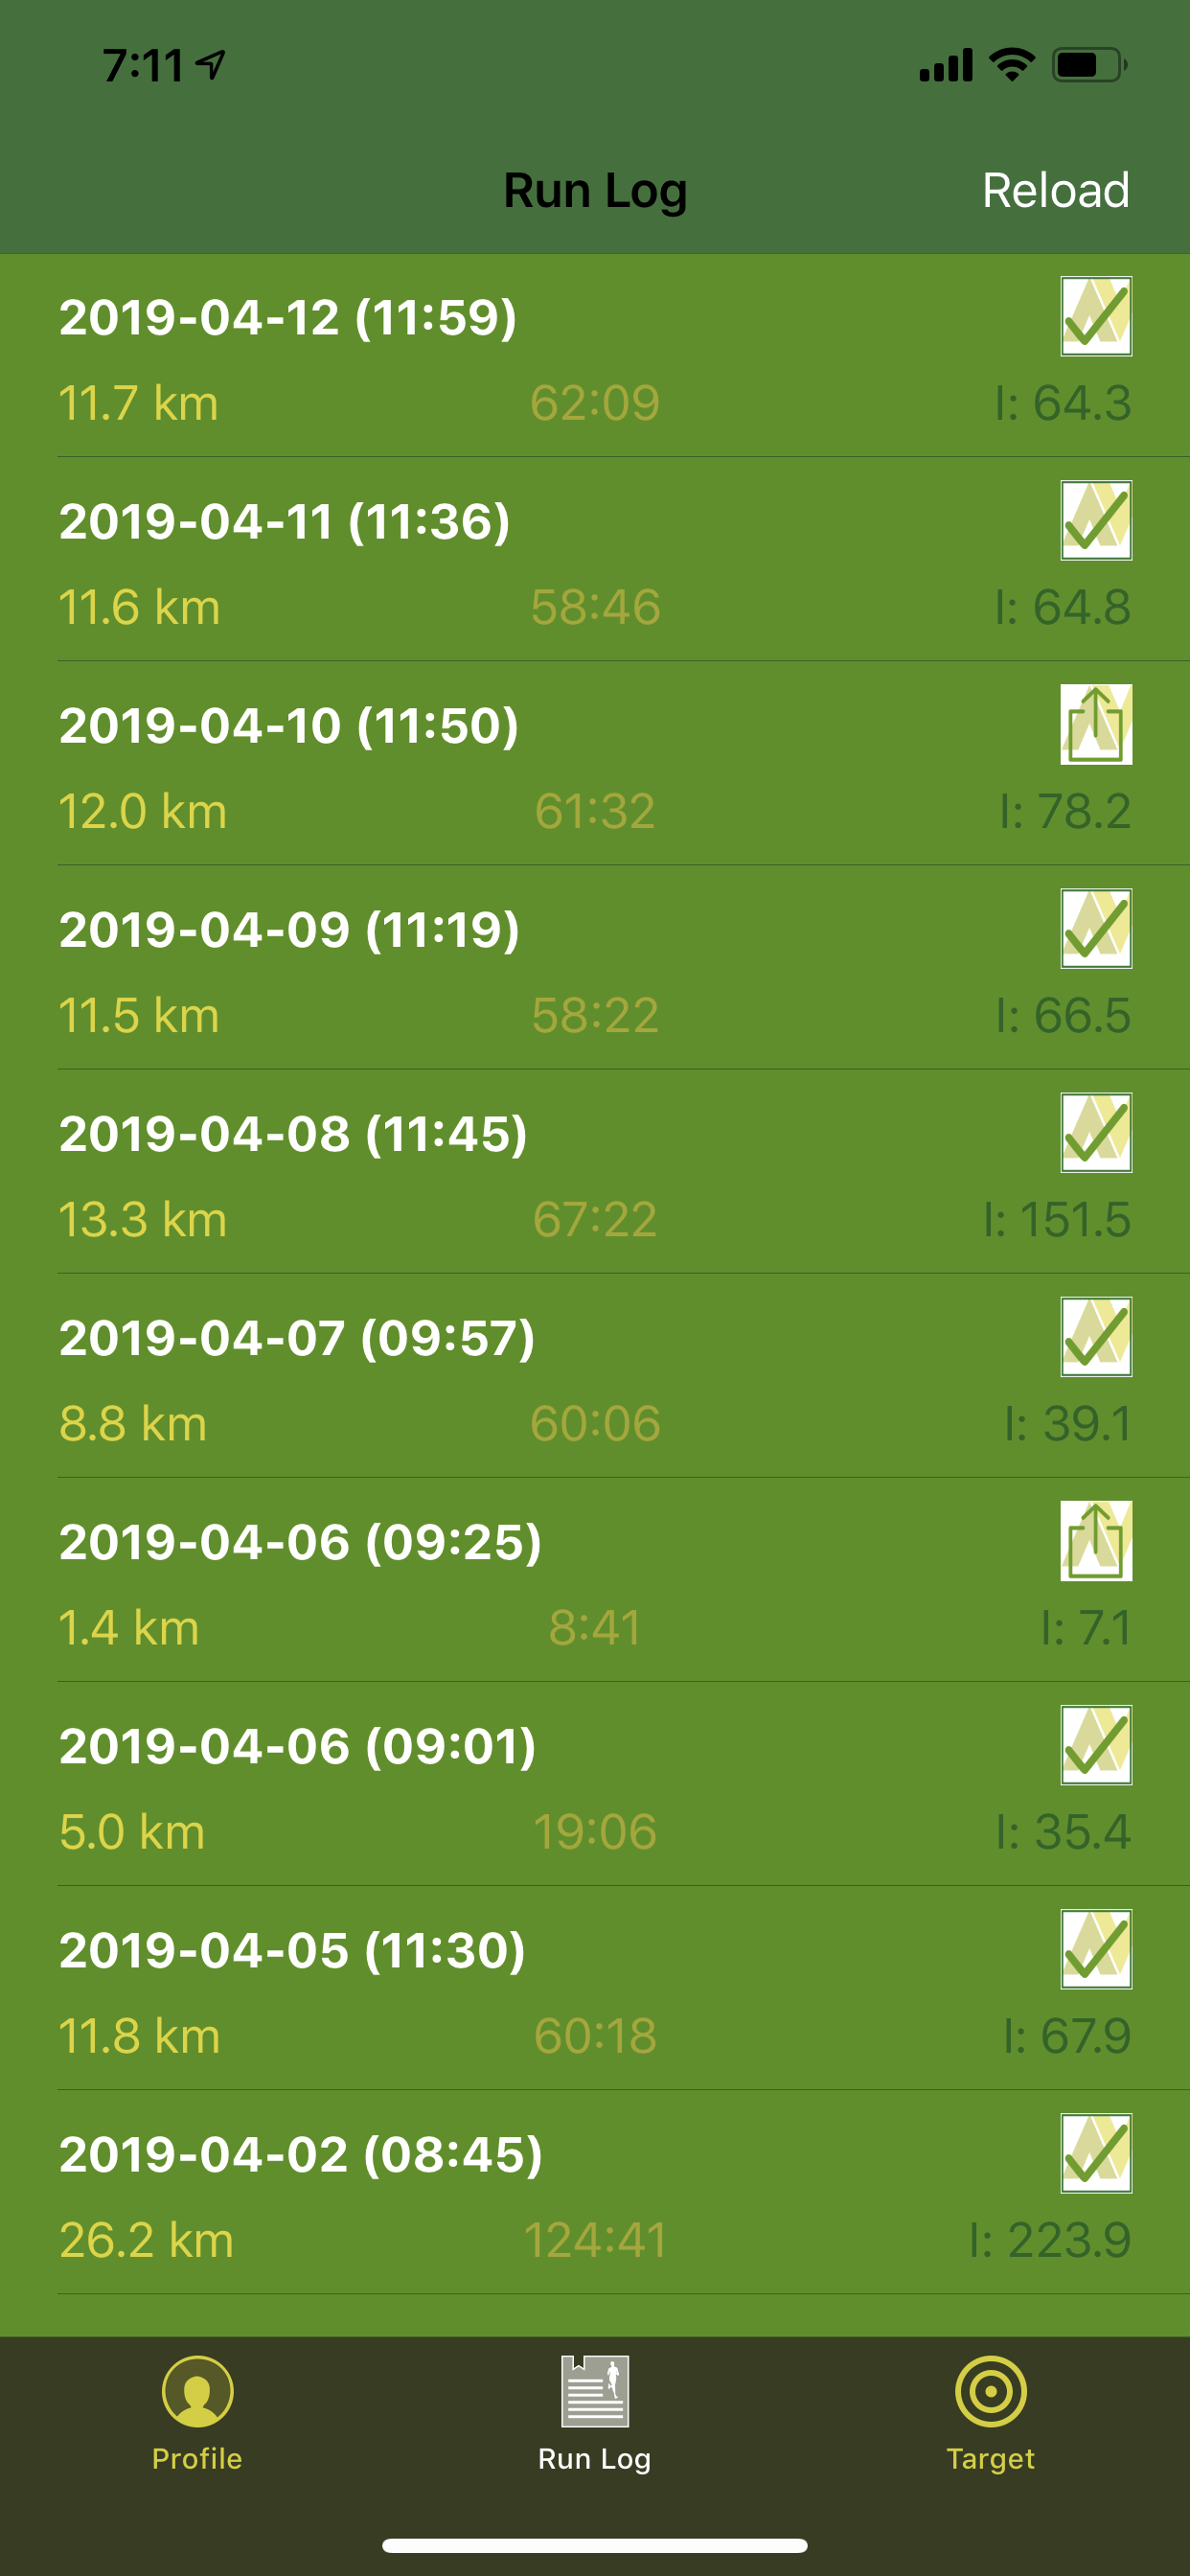 7:11
Run Log Reload
2019-04-12 (11:59)
11.7 km 62:09 I: 64.3
2019-04-11 (11:36)
11.6 km 58:46 I: 64.8
2019-04-10 (11:50)
12.0 km 61:32 I: 78.2
2019-04-09 (11:19)
11.5 km 58:22 I: 66.5
2019-04-08 (11:45)
13.3 km 67:22 I: 151.5
2019-04-07 (09:57)
8.8 km 60:06 I: 39.1
2019-04-06 (09:25)
1.4 km 8:41 I: 7.1
2019-04-06 (09:01)
5.0 km 19:06 I: 35.4
2019-04-05 (11:30)
11.8 km 60:18 I: 67.9
2019-04-02 (08:45)
26.2 km 124:41 I: 223.9
Profile Run Log Target